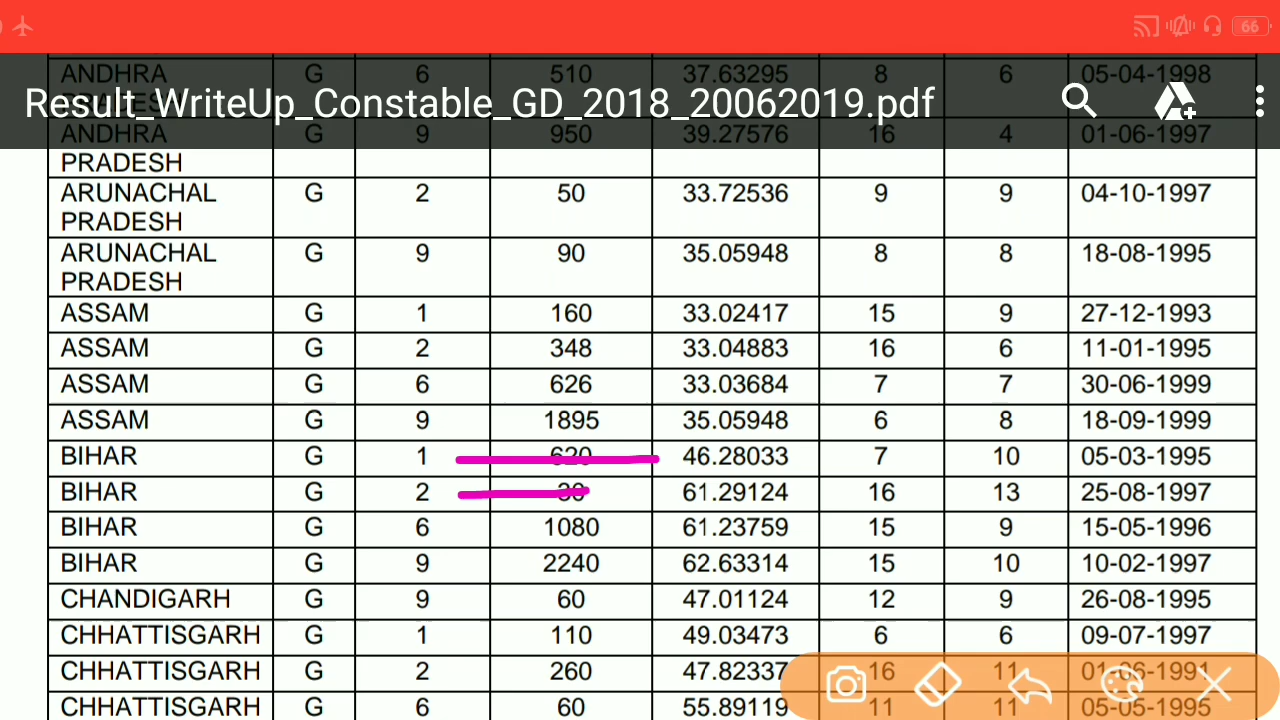 66
ANDHRA G 6 510 37.63295 8 6 05-04-1998
Result_WriteUp_Constable_GD_2018_20062019.pdf
ANDHRA G 9 950 39.27576 16 4 01-06-1997
PRADESH
ARUNACHAL G 2 50 33.72536 9 9 04-10-1997
PRADESH
ARUNACHAL G 9 90 35.05948 8 8 18-08-1995
PRADESH
ASSAM G 1 160 33.02417 15 9 27-12-1993
ASSAM G 2 348 33.04883 16 6 11-01-1995
ASSAM G 6 626 33.03684 7 7 30-06-1999
ASSAM G 9 1895 35.05948 6 8 18-09-1999
BIHAR G 1 620 46.28033 7 10 05-03-1995
BIHAR G 2 30 61.29124 16 13 25-08-1997
BIHAR G 6 1080 61.23759 15 9 15-05-1996
BIHAR G 9 2240 62.63314 15 10 10-02-1997
CHANDIGARH G 9 60 47.01124 12 9 26-08-1995
CHHATTISGARH G 1 110 49.03473 6 6 09-07-1997
CHHATTISGARH G 2 260 47.82337 16 11 01-06-1991
CHHATTISGARH G 6 60 55.89119 11 11 05-05-1995